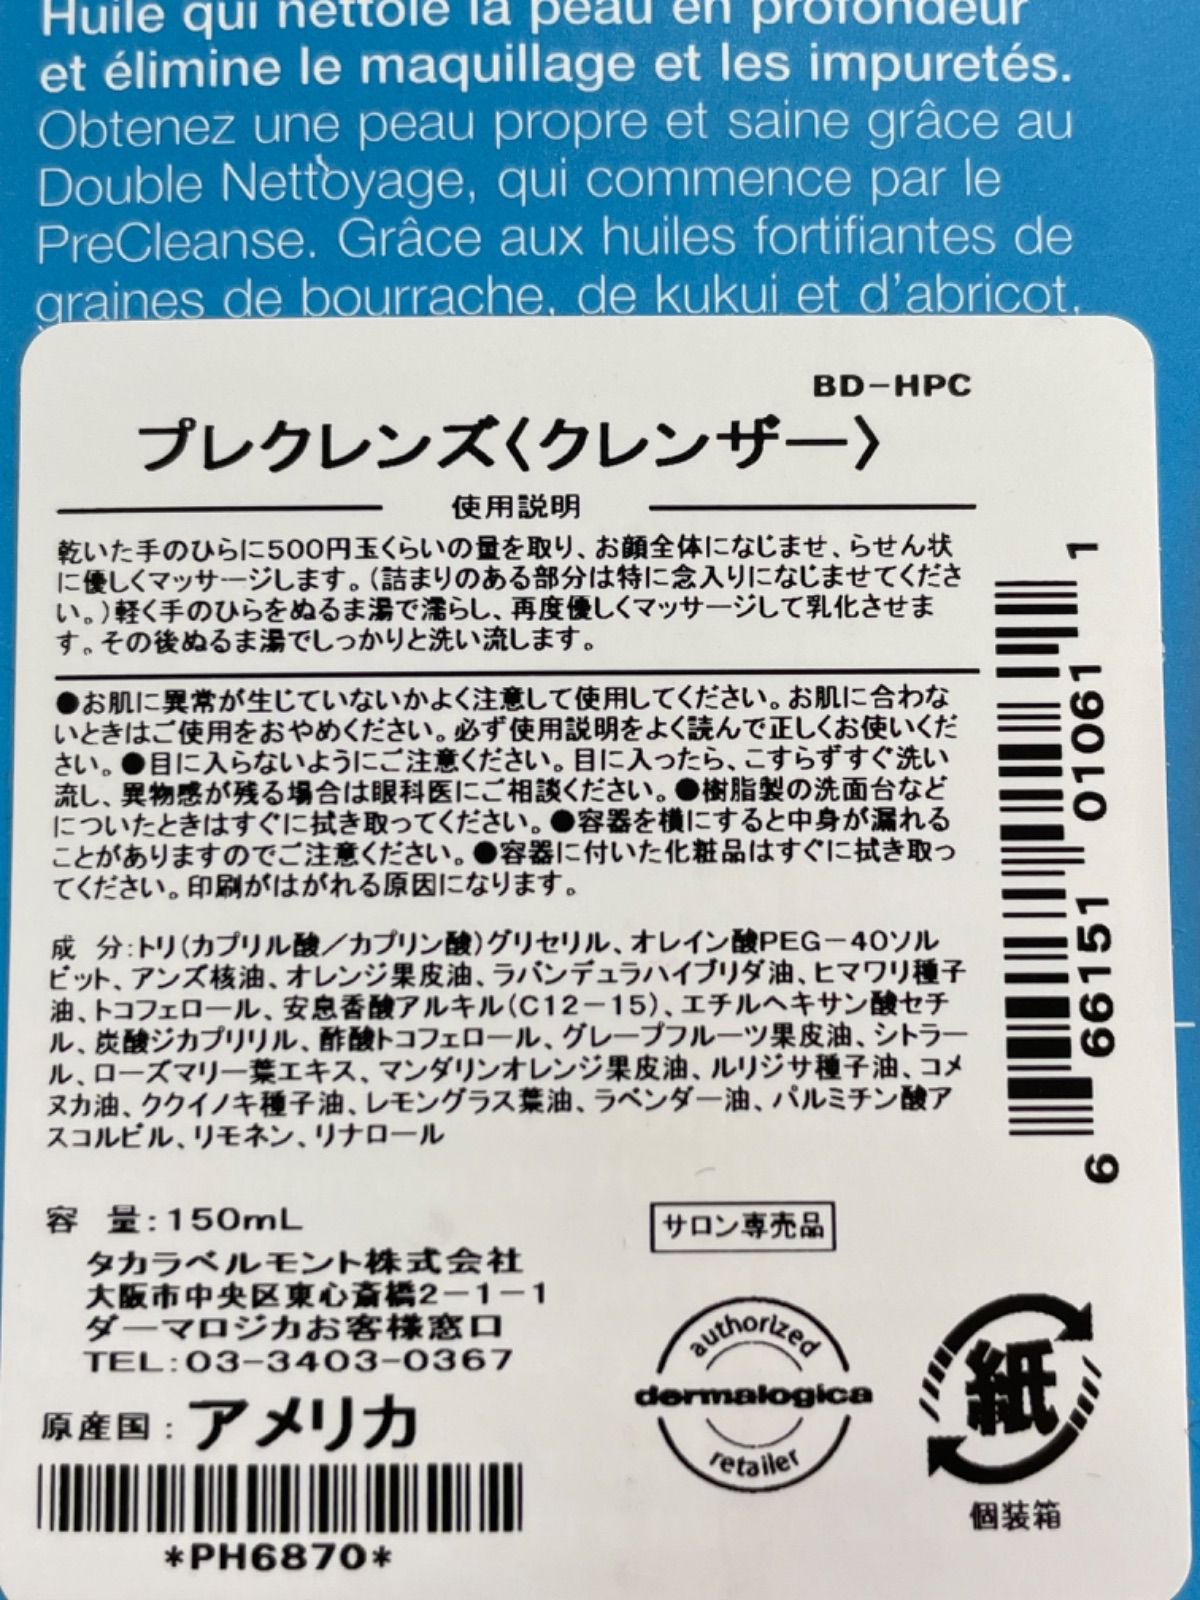 Huile qui nettoie la peau en profondeur
et élimine le maquillage et les impuretés.
Obtenez une peau propre et saine grâce au
Double Nettoyage, qui commence par le
PreCleanse. Grâce aux huiles fortifiantes de
graines de bourrache, de kukui et d'abricot,
BD-HPC
プレクレンズ〈クレンザー〉
使用説明
乾いた手のひらに500円玉くらいの量を取り、お顔全体になじませ、らせん状
に優しくマッサージします。(詰まりのある部分は特に念入りになじませてくださ
い。)軽く手のひらをぬるま湯で濡らし、再度優しくマッサージして乳化させま
す。その後ぬるま湯でしっかりと洗い流します。
●お肌に異常が生じていないかよく注意して使用してください。お肌に合わな
いときはご使用をおやめください。必ず使用説明をよく読んで正しくお使いくだ
さい。●目に入らないようにご注意ください。目に入ったら、こすらずすぐ洗い
流し、異物感が残る場合は眼科医にご相談ください。●樹脂製の洗面台など
についたときはすぐに拭き取ってください。●容器を横にすると中身が漏れる
ことがありますのでご注意ください。●容器に付いた化粧品はすぐに拭き取っ
てください。印刷がはがれる原因になります。
成 分:トリ(カプリル酸/カプリン酸)グリセリル、オレイン酸PEG-40ソル
ビット、アンズ核油、オレンジ果皮油、ラバンデュラハイブリダ油、ヒマワリ種子
油、トコフェロール、安息香酸アルキル(C12-15)、エチルヘキサン酸セチ
ル、炭酸ジカプリリル、酢酸トコフェロール、グレープフルーツ果皮油、シトラー
ル、ローズマリー葉エキス、マンダリンオレンジ果皮油、ルリジサ種子油、コメ
ヌカ油、ククイノキ種子油、レモングラス葉油、ラベンダー油、パルミチン酸ア
スコルビル、リモネン、リナロール
容 量:150mL
タカラベルモント株式会社
大阪市中央区東心斎橋2-1-1
ダーマロジカお客様窓口
TEL:03-3403-0367
原産国:アメリカ
*PH6870*
サロン専売品
authorized
dermalogica
retailer
紙
個装箱
6 66151 01061 1